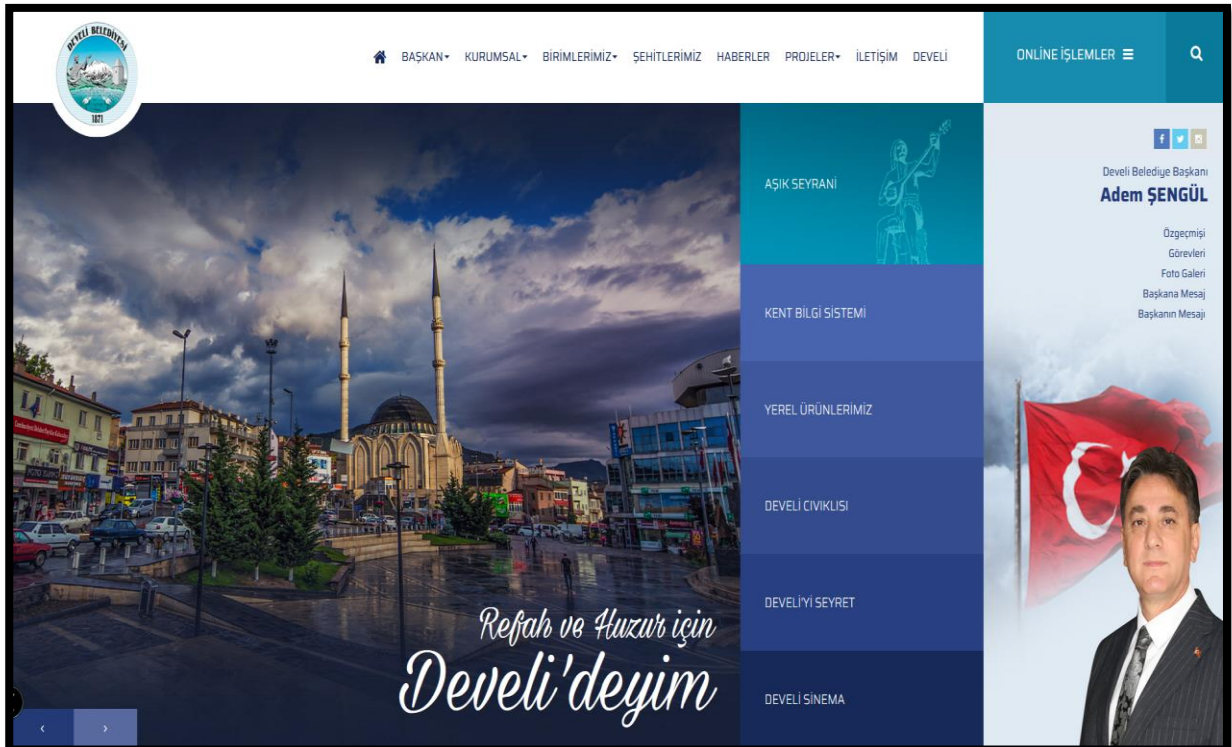 DEVELİ BELEDİYESİ
1871
BAŞKAN KURUMSAL BİRİMLERİMİZ ŞEHİTLERİMİZ HABERLER PROJELER İLETİŞİM DEVELİ
ONLİNE İŞLEMLER
AŞIK SEYRANİ
KENT BİLGİ SİSTEMİ
YEREL ÜRÜNLERİMİZ
DEVELİ CIVIKLISI
DEVELİ'Yİ SEYRET
DEVELİ SİNEMA
Develi Belediye Başkanı
Adem ŞENGÜL
Özgeçmişi
Görevleri
Foto Galeri
Başkana Mesaj
Başkanın Mesajı
Refah ve Huzur için
Develi'deyim